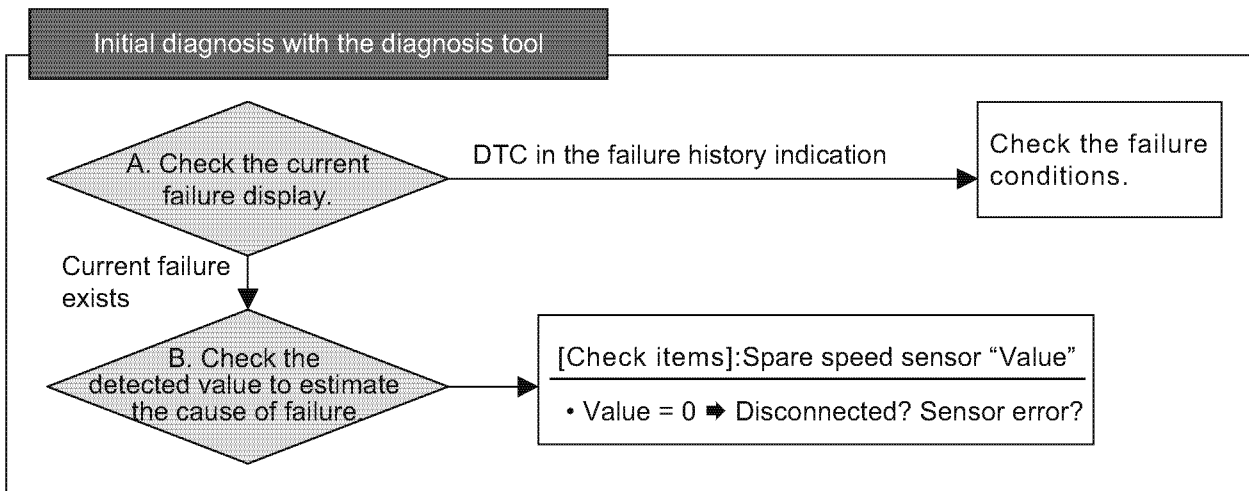 Initial diagnosis with the diagnosis tool
A. Check the current
failure display.
DTC in the failure history indication
Check the failure
conditions.
Current failure
exists
B. Check the
detected value to estimate
the cause of failure.
[Check items]:Spare speed sensor “Value”
• Value = 0 ➡ Disconnected? Sensor error?